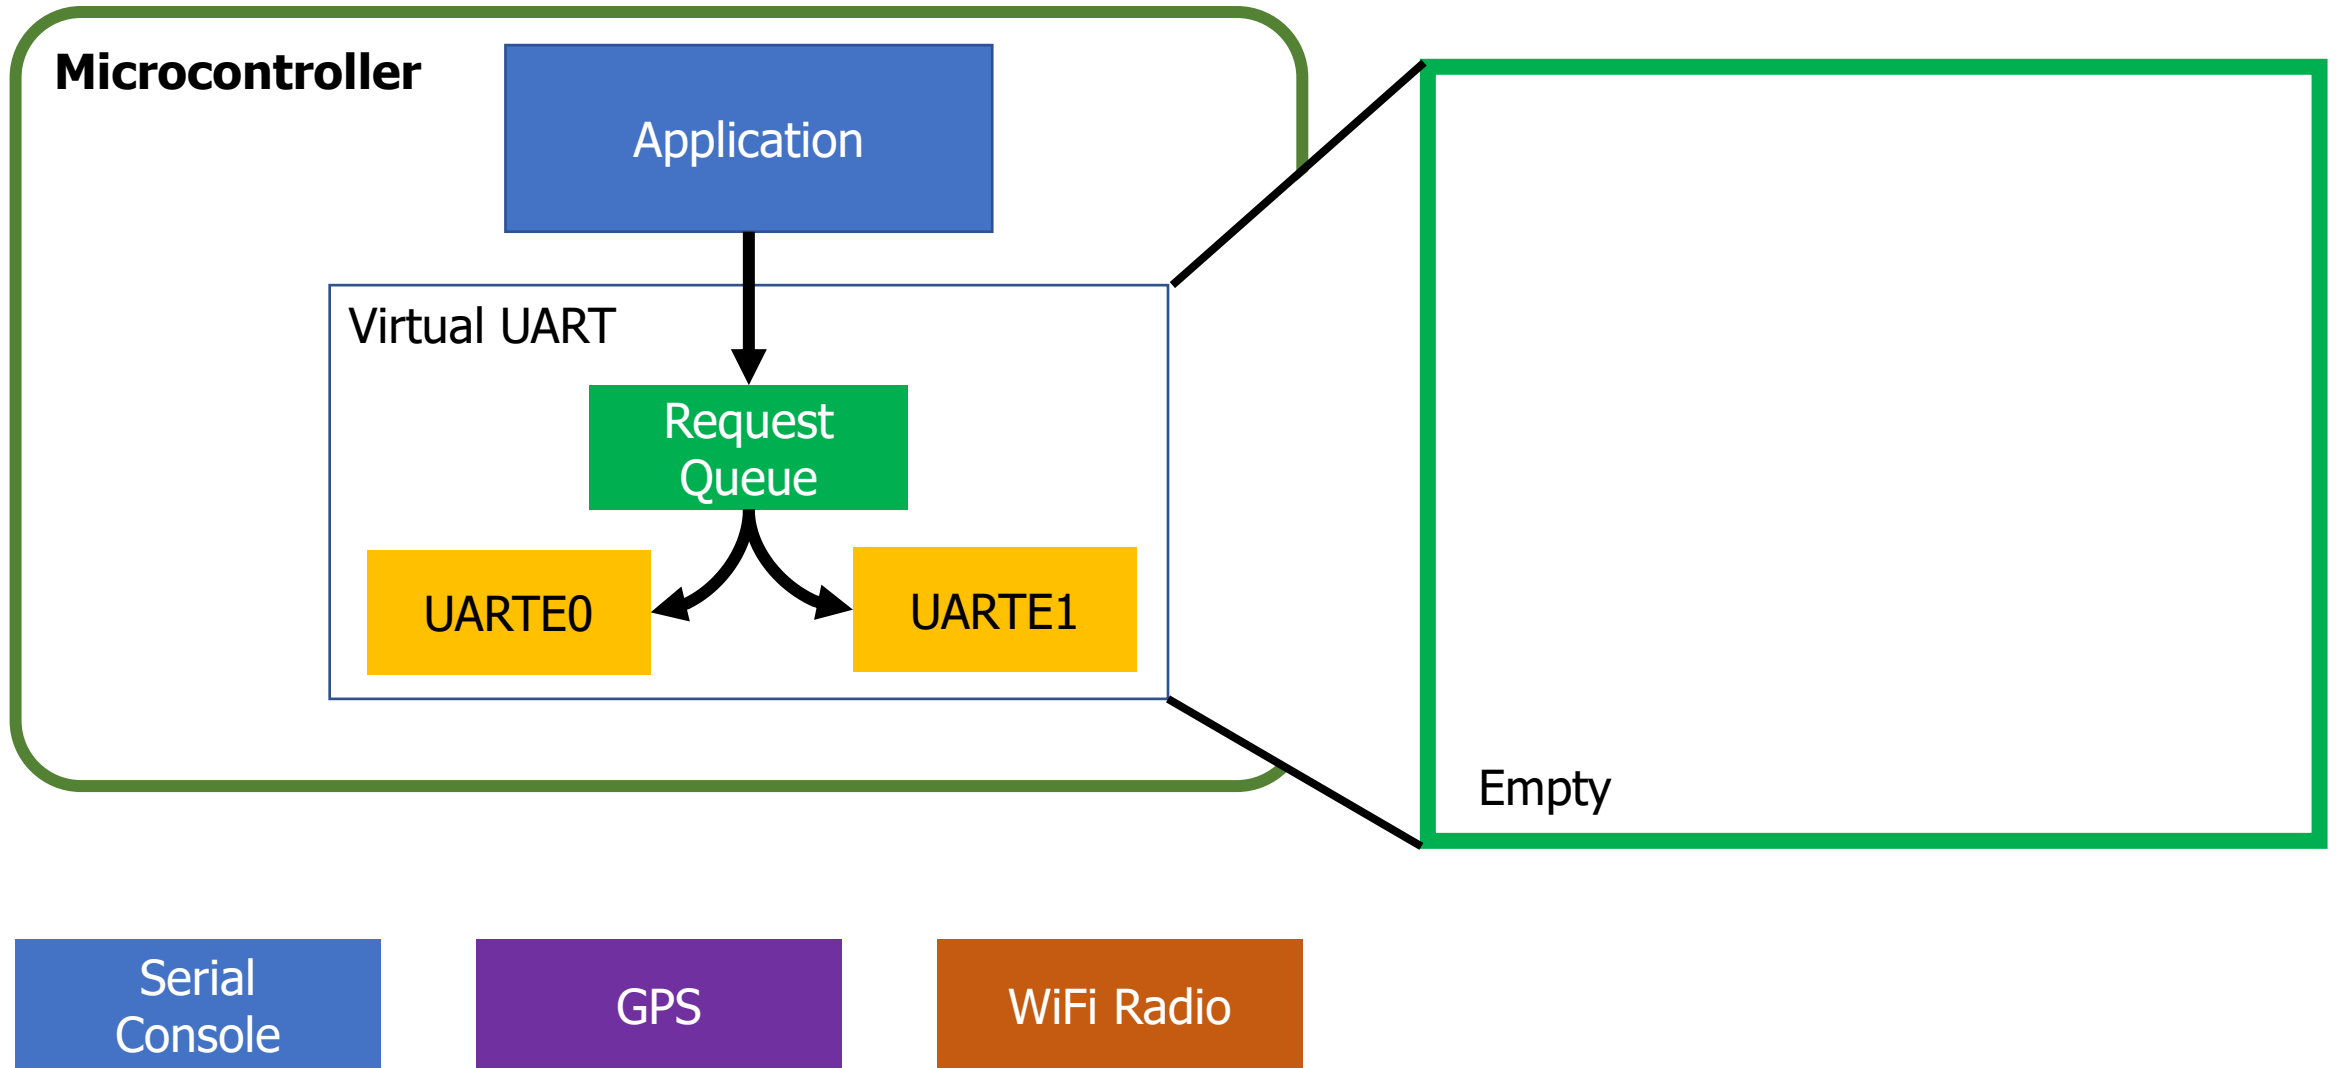 Microcontroller
Application
Virtual UART
Request
Queue
UARTE0
UARTE1
Empty
Serial
Console
GPS
WiFi Radio